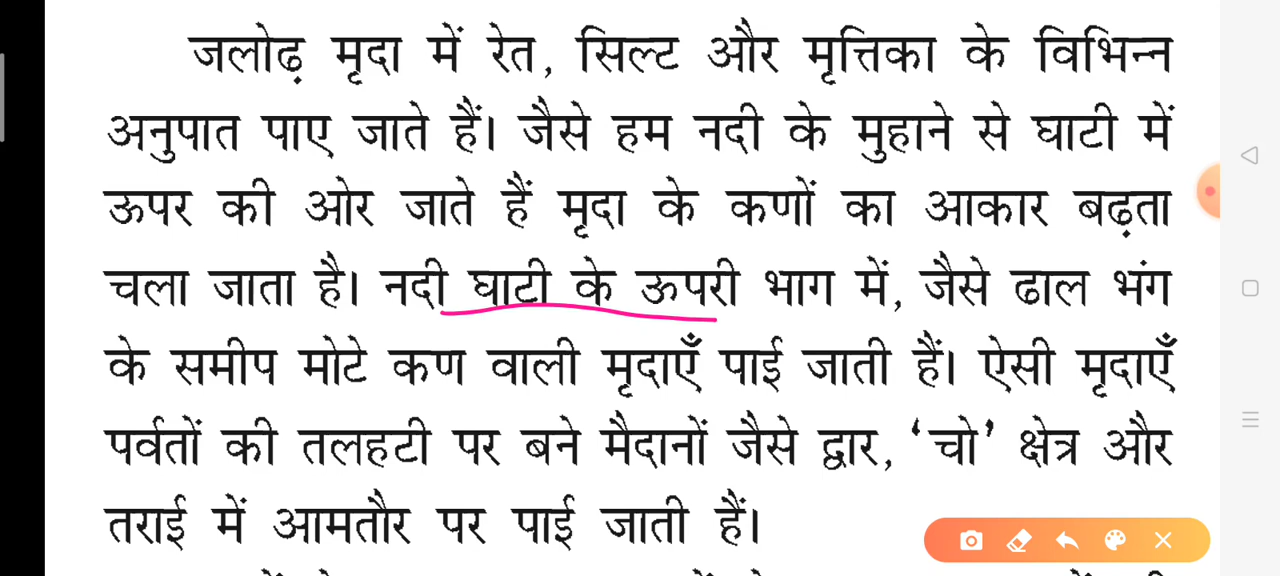 जलोढ़ मृदा में रेत, सिल्ट और मृत्तिका के विभिन्न
अनुपात पाए जाते हैं। जैसे हम नदी के मुहाने से घाटी में
ऊपर की ओर जाते हैं मृदा के कणों का आकार बढ़ता
चला जाता है। नदी घाटी के ऊपरी भाग में, जैसे ढाल भंग
के समीप मोटे कण वाली मृदाएँ पाई जाती हैं। ऐसी मृदाएँ
पर्वतों की तलहटी पर बने मैदानों जैसे द्वार, ‘चो’ क्षेत्र और
तराई में आमतौर पर पाई जाती हैं।